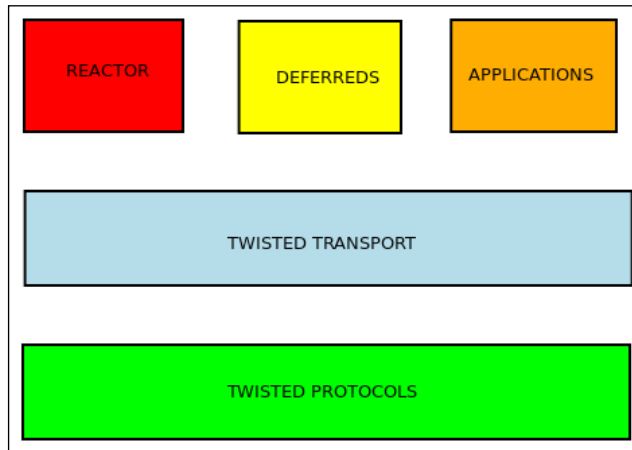 REACTOR
DEFERREDS
APPLICATIONS
TWISTED TRANSPORT
TWISTED PROTOCOLS